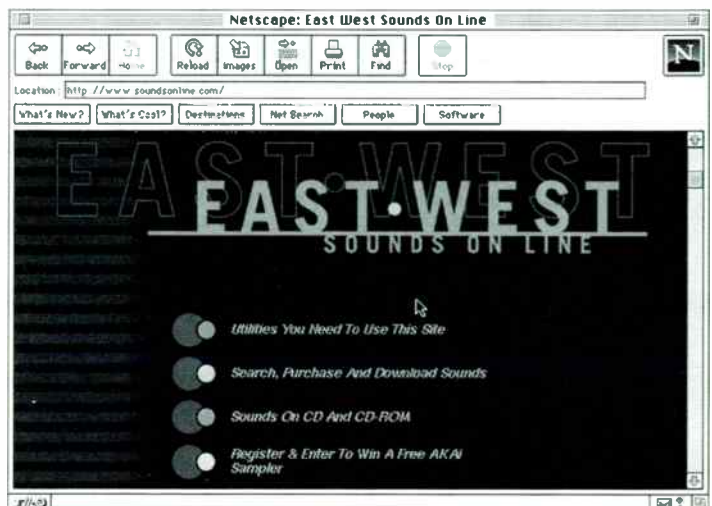 Netscape: East West Sounds On Line
Back Forward Home Reload Images Open Print Find Stop
N
Location: http://www.soundsonline.com/
What's New? What's Cool? Destinations Net Search People Software
EAST•WEST
EAST•WEST
SOUNDS ON LINE
Utilities You Need To Use This Site
Search, Purchase And Download Sounds
Sounds On CD And CD-ROM
Register & Enter To Win A Free AKAI
Sampler